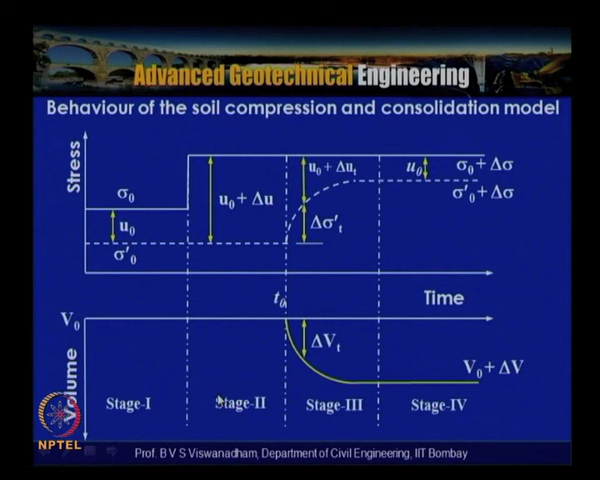 Advanced Geotechnical Engineering
Behaviour of the soil compression and consolidation model
Stress
σ₀
u₀
σ'₀
u₀ + Δu
u₀ + Δuₜ
Δσ'ₜ
u₀
σ₀ + Δσ
σ'₀ + Δσ
t₀
Time
V₀
Volume
ΔVₜ
V₀ + ΔV
Stage-I
Stage-II
Stage-III
Stage-IV
NPTEL
Prof. B V S Viswanadham, Department of Civil Engineering, IIT Bombay